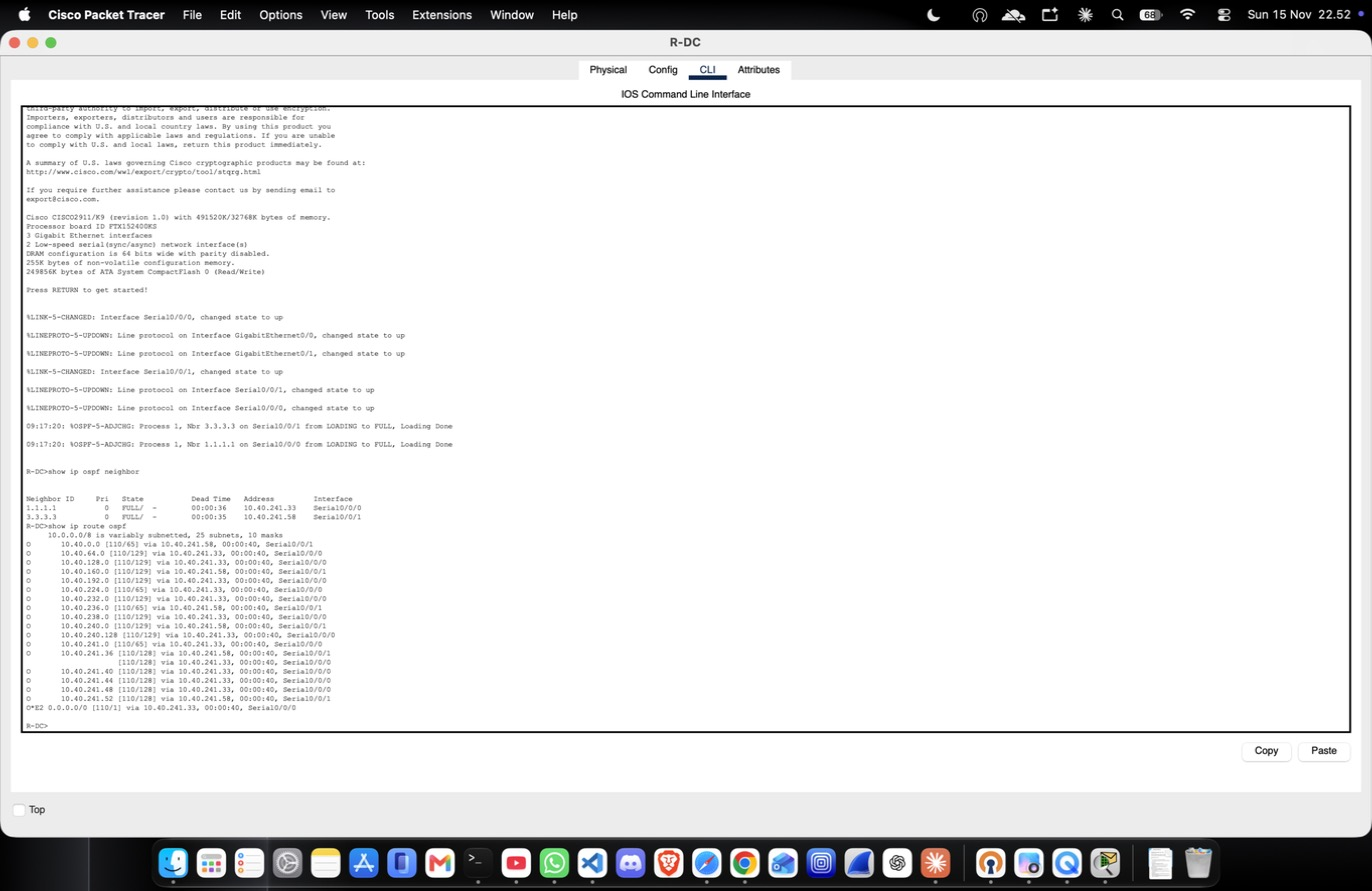 Cisco Packet Tracer File Edit Options View Tools Extensions Window Help 68 Sun 15 Nov 22.52
R-DC
Physical Config CLI Attributes
IOS Command Line Interface
third-party authority to import, export, distribute or use encryption.
Importers, exporters, distributors and users are responsible for
compliance with U.S. and local country laws. By using this product you
agree to comply with applicable laws and regulations. If you are unable
to comply with U.S. and local laws, return this product immediately.
A summary of U.S. laws governing Cisco cryptographic products may be found at:
http://www.cisco.com/wwl/export/crypto/tool/stqrg.html
If you require further assistance please contact us by sending email to
export@cisco.com.
Cisco CISCO2911/K9 (revision 1.0) with 491520K/32768K bytes of memory.
Processor board ID FTX152400KS
3 Gigabit Ethernet interfaces
2 Low-speed serial(sync/async) network interface(s)
DRAM configuration is 64 bits wide with parity disabled.
255K bytes of non-volatile configuration memory.
249856K bytes of ATA System CompactFlash 0 (Read/Write)
Press RETURN to get started!
%LINK-5-CHANGED: Interface Serial0/0/0, changed state to up
%LINEPROTO-5-UPDOWN: Line protocol on Interface GigabitEthernet0/0, changed state to up
%LINEPROTO-5-UPDOWN: Line protocol on Interface GigabitEthernet0/1, changed state to up
%LINK-5-CHANGED: Interface Serial0/0/1, changed state to up
%LINEPROTO-5-UPDOWN: Line protocol on Interface Serial0/0/1, changed state to up
%LINEPROTO-5-UPDOWN: Line protocol on Interface Serial0/0/0, changed state to up
09:17:20: %OSPF-5-ADJCHG: Process 1, Nbr 3.3.3.3 on Serial0/0/1 from LOADING to FULL, Loading Done
09:17:20: %OSPF-5-ADJCHG: Process 1, Nbr 1.1.1.1 on Serial0/0/0 from LOADING to FULL, Loading Done
R-DC>show ip ospf neighbor
Neighbor ID Pri State Dead Time Address Interface
1.1.1.1 0 FULL/ - 00:00:36 10.40.241.33 Serial0/0/0
3.3.3.3 0 FULL/ - 00:00:35 10.40.241.58 Serial0/0/1
R-DC>show ip route ospf
10.0.0.0/8 is variably subnetted, 25 subnets, 10 masks
O 10.40.0.0 [110/65] via 10.40.241.58, 00:00:40, Serial0/0/1
O 10.40.64.0 [110/129] via 10.40.241.33, 00:00:40, Serial0/0/0
O 10.40.128.0 [110/129] via 10.40.241.33, 00:00:40, Serial0/0/0
O 10.40.160.0 [110/129] via 10.40.241.58, 00:00:40, Serial0/0/1
O 10.40.192.0 [110/129] via 10.40.241.33, 00:00:40, Serial0/0/0
O 10.40.224.0 [110/65] via 10.40.241.33, 00:00:40, Serial0/0/0
O 10.40.232.0 [110/129] via 10.40.241.33, 00:00:40, Serial0/0/0
O 10.40.236.0 [110/65] via 10.40.241.58, 00:00:40, Serial0/0/1
O 10.40.238.0 [110/129] via 10.40.241.33, 00:00:40, Serial0/0/0
O 10.40.240.0 [110/129] via 10.40.241.58, 00:00:40, Serial0/0/1
O 10.40.240.128 [110/129] via 10.40.241.33, 00:00:40, Serial0/0/0
O 10.40.241.0 [110/65] via 10.40.241.33, 00:00:40, Serial0/0/0
O 10.40.241.36 [110/128] via 10.40.241.58, 00:00:40, Serial0/0/1
[110/128] via 10.40.241.33, 00:00:40, Serial0/0/0
O 10.40.241.40 [110/128] via 10.40.241.33, 00:00:40, Serial0/0/0
O 10.40.241.44 [110/128] via 10.40.241.33, 00:00:40, Serial0/0/0
O 10.40.241.48 [110/128] via 10.40.241.33, 00:00:40, Serial0/0/0
O 10.40.241.52 [110/128] via 10.40.241.58, 00:00:40, Serial0/0/1
O*E2 0.0.0.0/0 [110/1] via 10.40.241.33, 00:00:40, Serial0/0/0
R-DC>
Copy Paste
Top